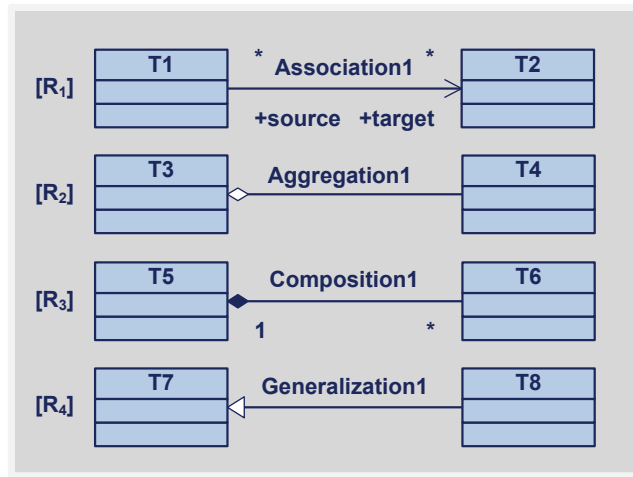 T1 * Association1 * T2
[R₁]
+source +target
T3 Aggregation1 T4
[R₂]
T5 Composition1 T6
[R₃]
1 *
T7 Generalization1 T8
[R₄]